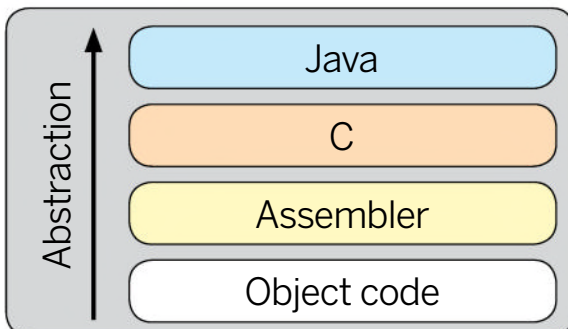 Abstraction
Java
C
Assembler
Object code